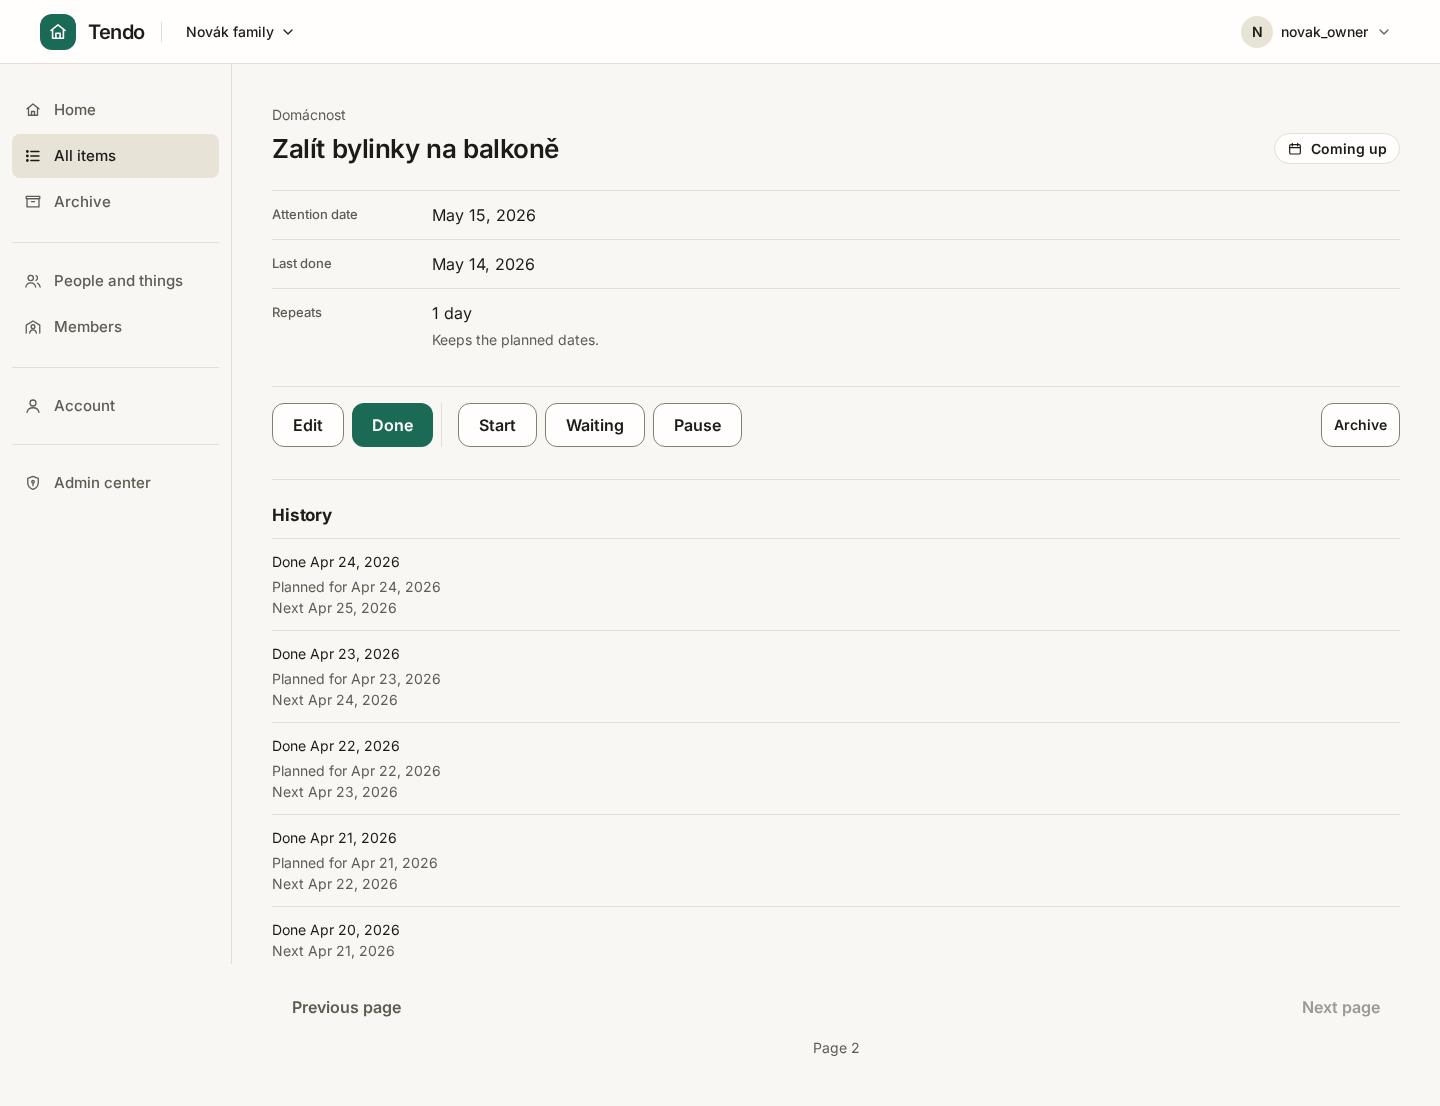 Tendo
Novák family
N
novak_owner
Home
All items
Archive
People and things
Members
Account
Admin center
Domácnost
Zalít bylinky na balkoně
Coming up
Attention date
May 15, 2026
Last done
May 14, 2026
Repeats
1 day
Keeps the planned dates.
Edit
Done
Start
Waiting
Pause
Archive
History
Done Apr 24, 2026
Planned for Apr 24, 2026
Next Apr 25, 2026
Done Apr 23, 2026
Planned for Apr 23, 2026
Next Apr 24, 2026
Done Apr 22, 2026
Planned for Apr 22, 2026
Next Apr 23, 2026
Done Apr 21, 2026
Planned for Apr 21, 2026
Next Apr 22, 2026
Done Apr 20, 2026
Next Apr 21, 2026
Previous page
Next page
Page 2